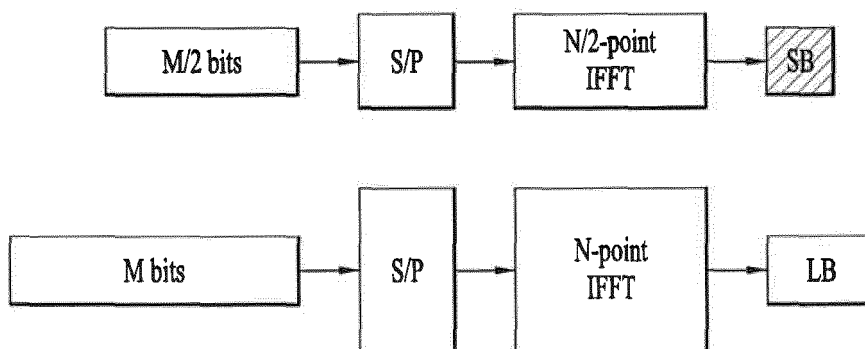 M/2 bits
S/P
N/2-point
IFFT
SB
M bits
S/P
N-point
IFFT
LB